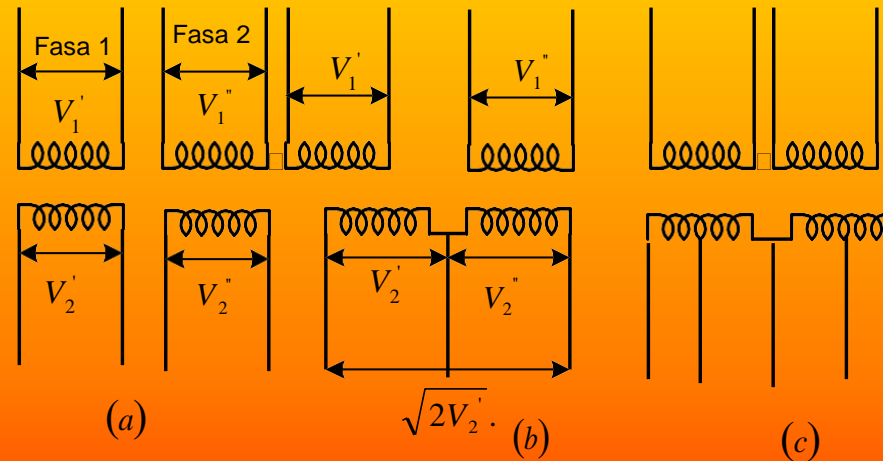 Fasa 1
Fasa 2
V₁'
V₁"
V₁'
V₁"
V₂'
V₂"
V₂'
V₂"
√2V₂' .
(a)
(b)
(c)